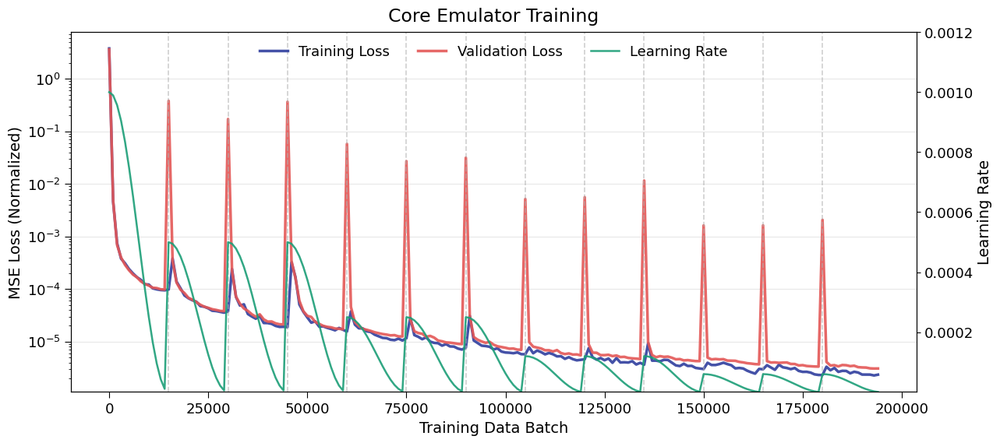 Core Emulator Training
Training Loss
Validation Loss
Learning Rate
MSE Loss (Normalized)
10⁰
10⁻¹
10⁻²
10⁻³
10⁻⁴
10⁻⁵
0.0012
0.0010
0.0008
0.0006
0.0004
0.0002
Learning Rate
0 25000 50000 75000 100000 125000 150000 175000 200000
Training Data Batch